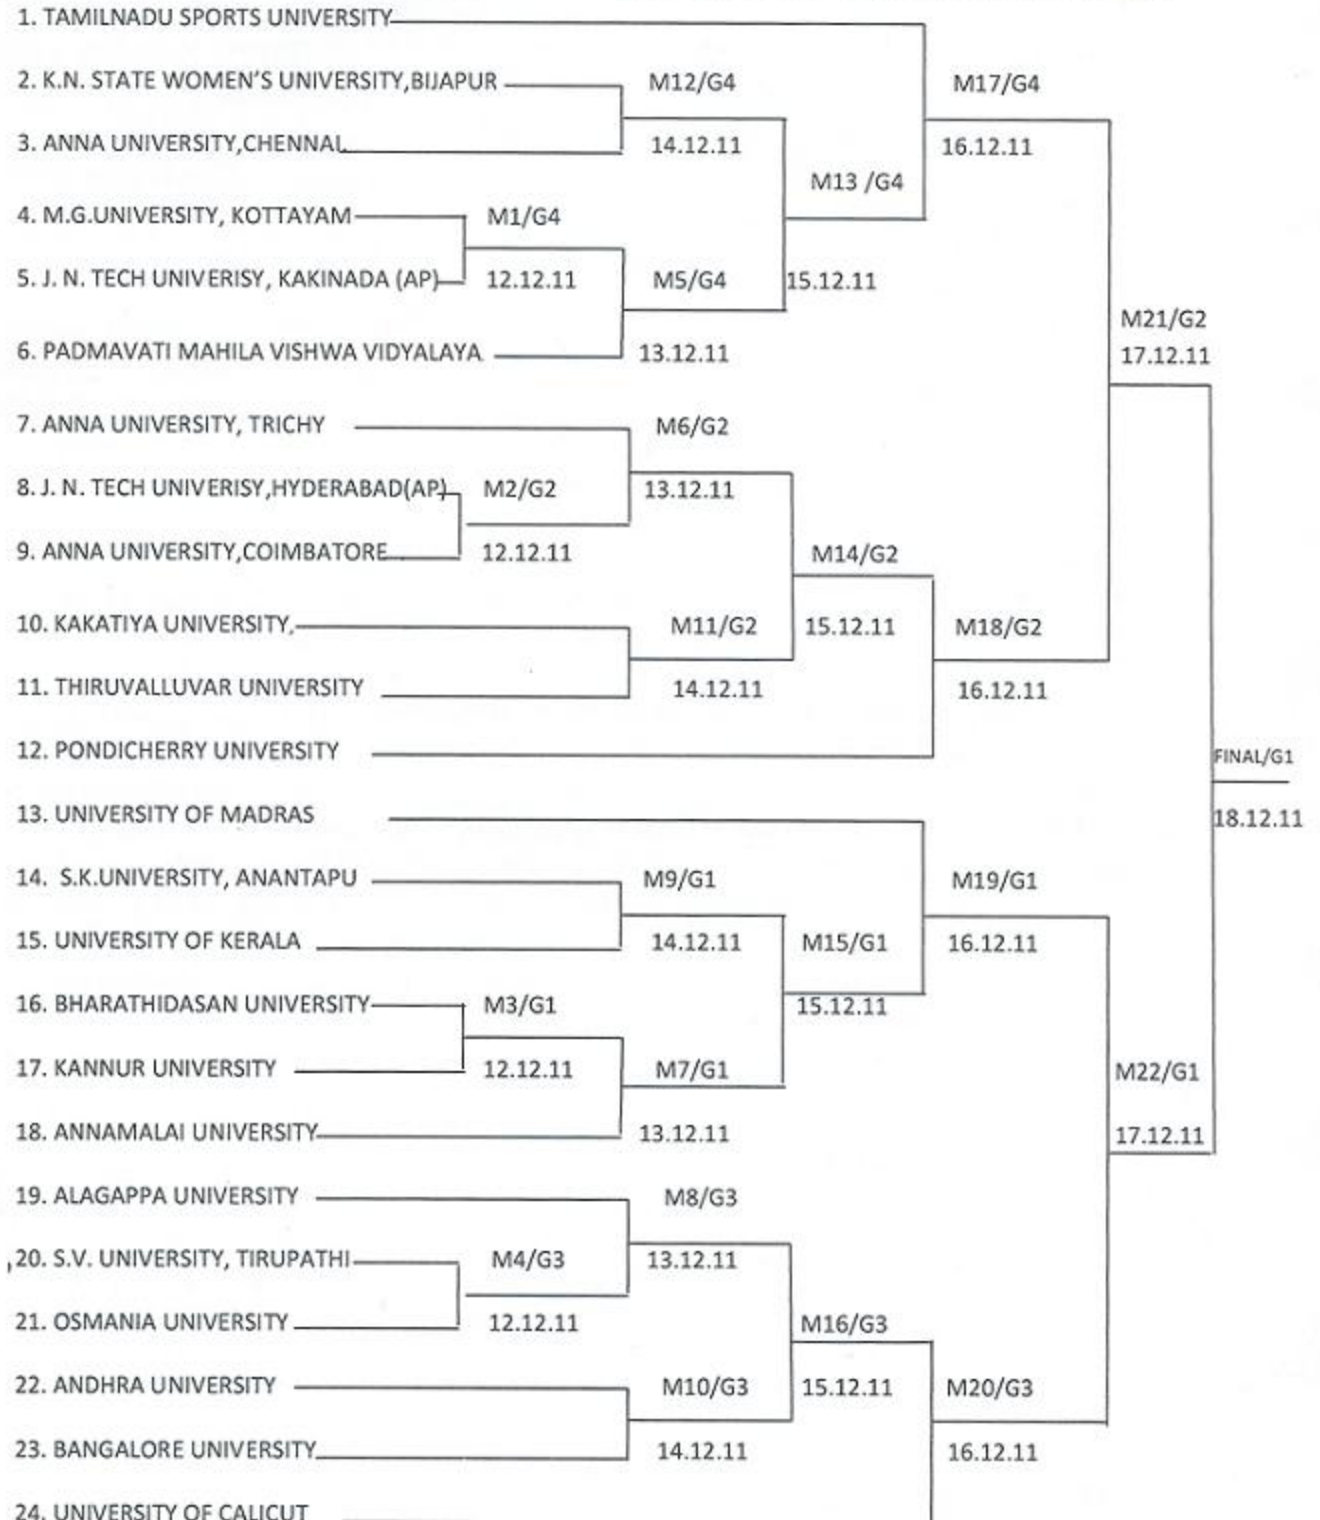 1. TAMILNADU SPORTS UNIVERSITY
2. K.N. STATE WOMEN'S UNIVERSITY,BIJAPUR
M12/G4
M17/G4
3. ANNA UNIVERSITY,CHENNAI
14.12.11
16.12.11
M13 /G4
4. M.G.UNIVERSITY, KOTTAYAM
M1/G4
5. J. N. TECH UNIVERISY, KAKINADA (AP)
12.12.11
M5/G4
15.12.11
M21/G2
6. PADMAVATI MAHILA VISHWA VIDYALAYA
13.12.11
17.12.11
7. ANNA UNIVERSITY, TRICHY
M6/G2
8. J. N. TECH UNIVERISY,HYDERABAD(AP)
M2/G2
13.12.11
9. ANNA UNIVERSITY,COIMBATORE
12.12.11
M14/G2
10. KAKATIYA UNIVERSITY,
M11/G2
15.12.11
M18/G2
11. THIRUVALLUVAR UNIVERSITY
14.12.11
16.12.11
12. PONDICHERRY UNIVERSITY
FINAL/G1
13. UNIVERSITY OF MADRAS
18.12.11
14. S.K.UNIVERSITY, ANANTAPU
M9/G1
M19/G1
15. UNIVERSITY OF KERALA
14.12.11
M15/G1
16.12.11
16. BHARATHIDASAN UNIVERSITY
M3/G1
15.12.11
17. KANNUR UNIVERSITY
12.12.11
M7/G1
M22/G1
18. ANNAMALAI UNIVERSITY
13.12.11
17.12.11
19. ALAGAPPA UNIVERSITY
M8/G3
20. S.V. UNIVERSITY, TIRUPATHI
M4/G3
13.12.11
21. OSMANIA UNIVERSITY
12.12.11
M16/G3
22. ANDHRA UNIVERSITY
M10/G3
15.12.11
M20/G3
23. BANGALORE UNIVERSITY
14.12.11
16.12.11
24. UNIVERSITY OF CALICUT